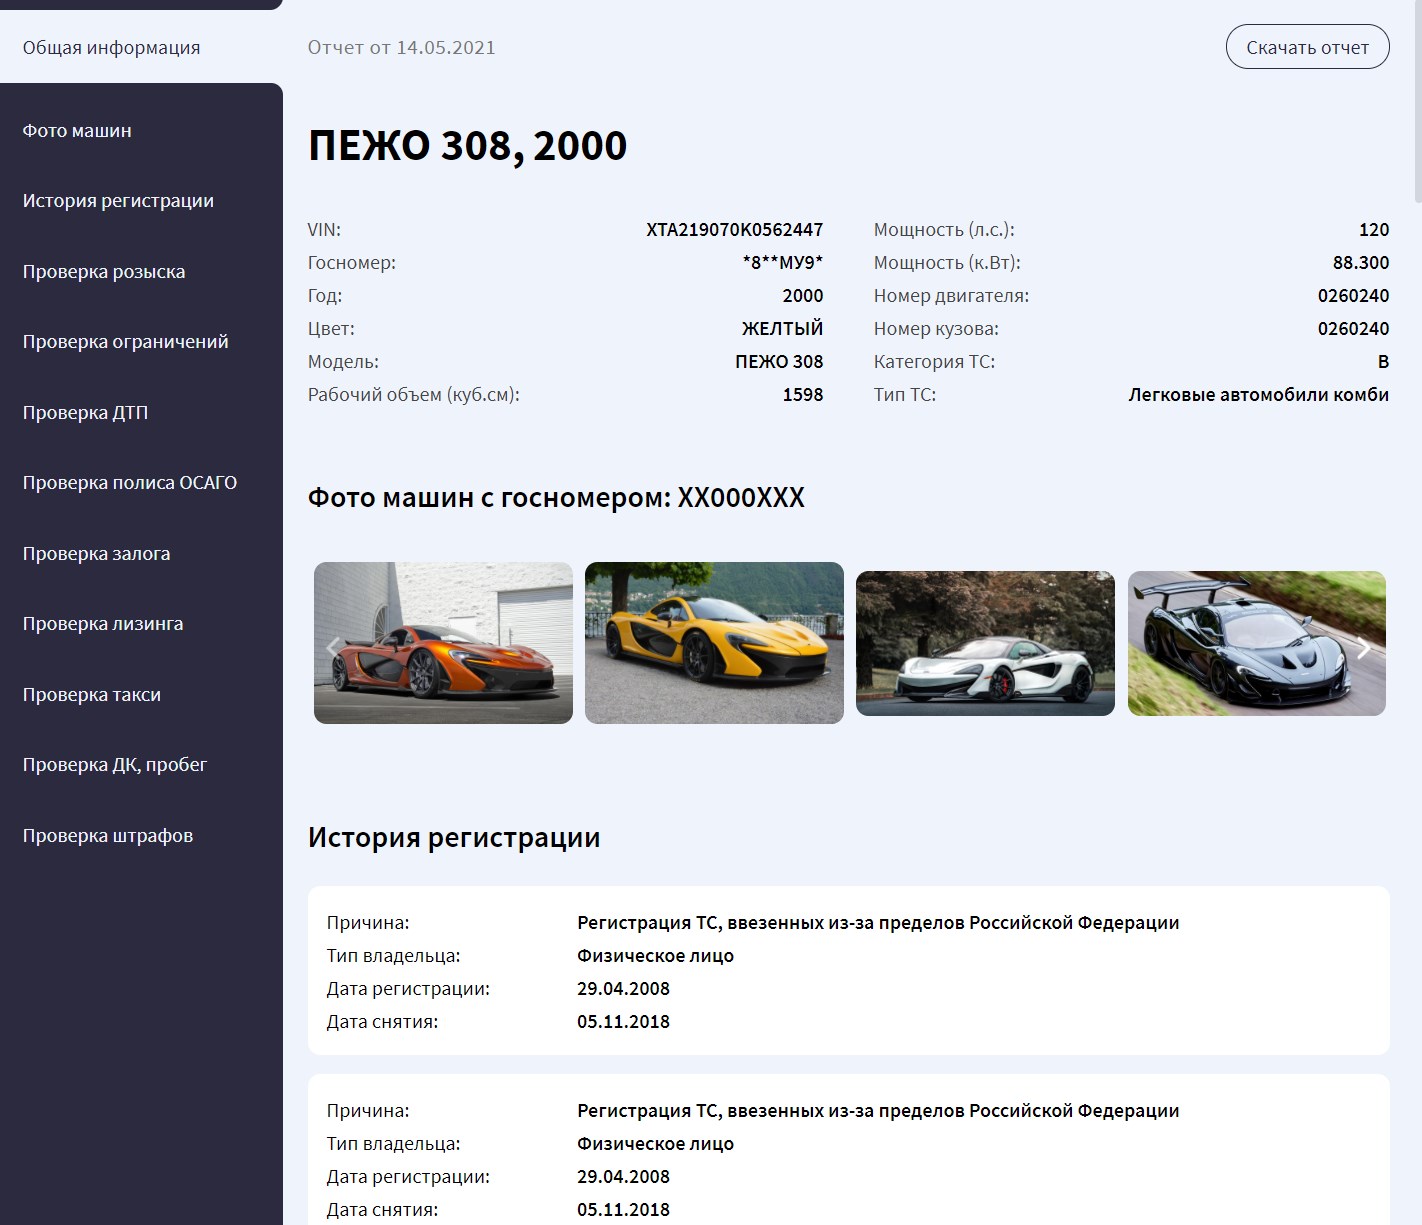 Общая информация
Фото машин
История регистрации
Проверка розыска
Проверка ограничений
Проверка ДТП
Проверка полиса ОСАГО
Проверка залога
Проверка лизинга
Проверка такси
Проверка ДК, пробег
Проверка штрафов
Отчет от 14.05.2021
Скачать отчет
ПЕЖО 308, 2000
VIN: XTA219070K0562447
Госномер: *8**МУ9*
Год: 2000
Цвет: ЖЕЛТЫЙ
Модель: ПЕЖО 308
Рабочий объем (куб.см): 1598
Мощность (л.с.): 120
Мощность (к.Вт): 88.300
Номер двигателя: 0260240
Номер кузова: 0260240
Категория ТС: B
Тип ТС: Легковые автомобили комби
Фото машин с госномером: XX000XXX
История регистрации
Причина: Регистрация ТС, ввезенных из-за пределов Российской Федерации
Тип владельца: Физическое лицо
Дата регистрации: 29.04.2008
Дата снятия: 05.11.2018
Причина: Регистрация ТС, ввезенных из-за пределов Российской Федерации
Тип владельца: Физическое лицо
Дата регистрации: 29.04.2008
Дата снятия: 05.11.2018